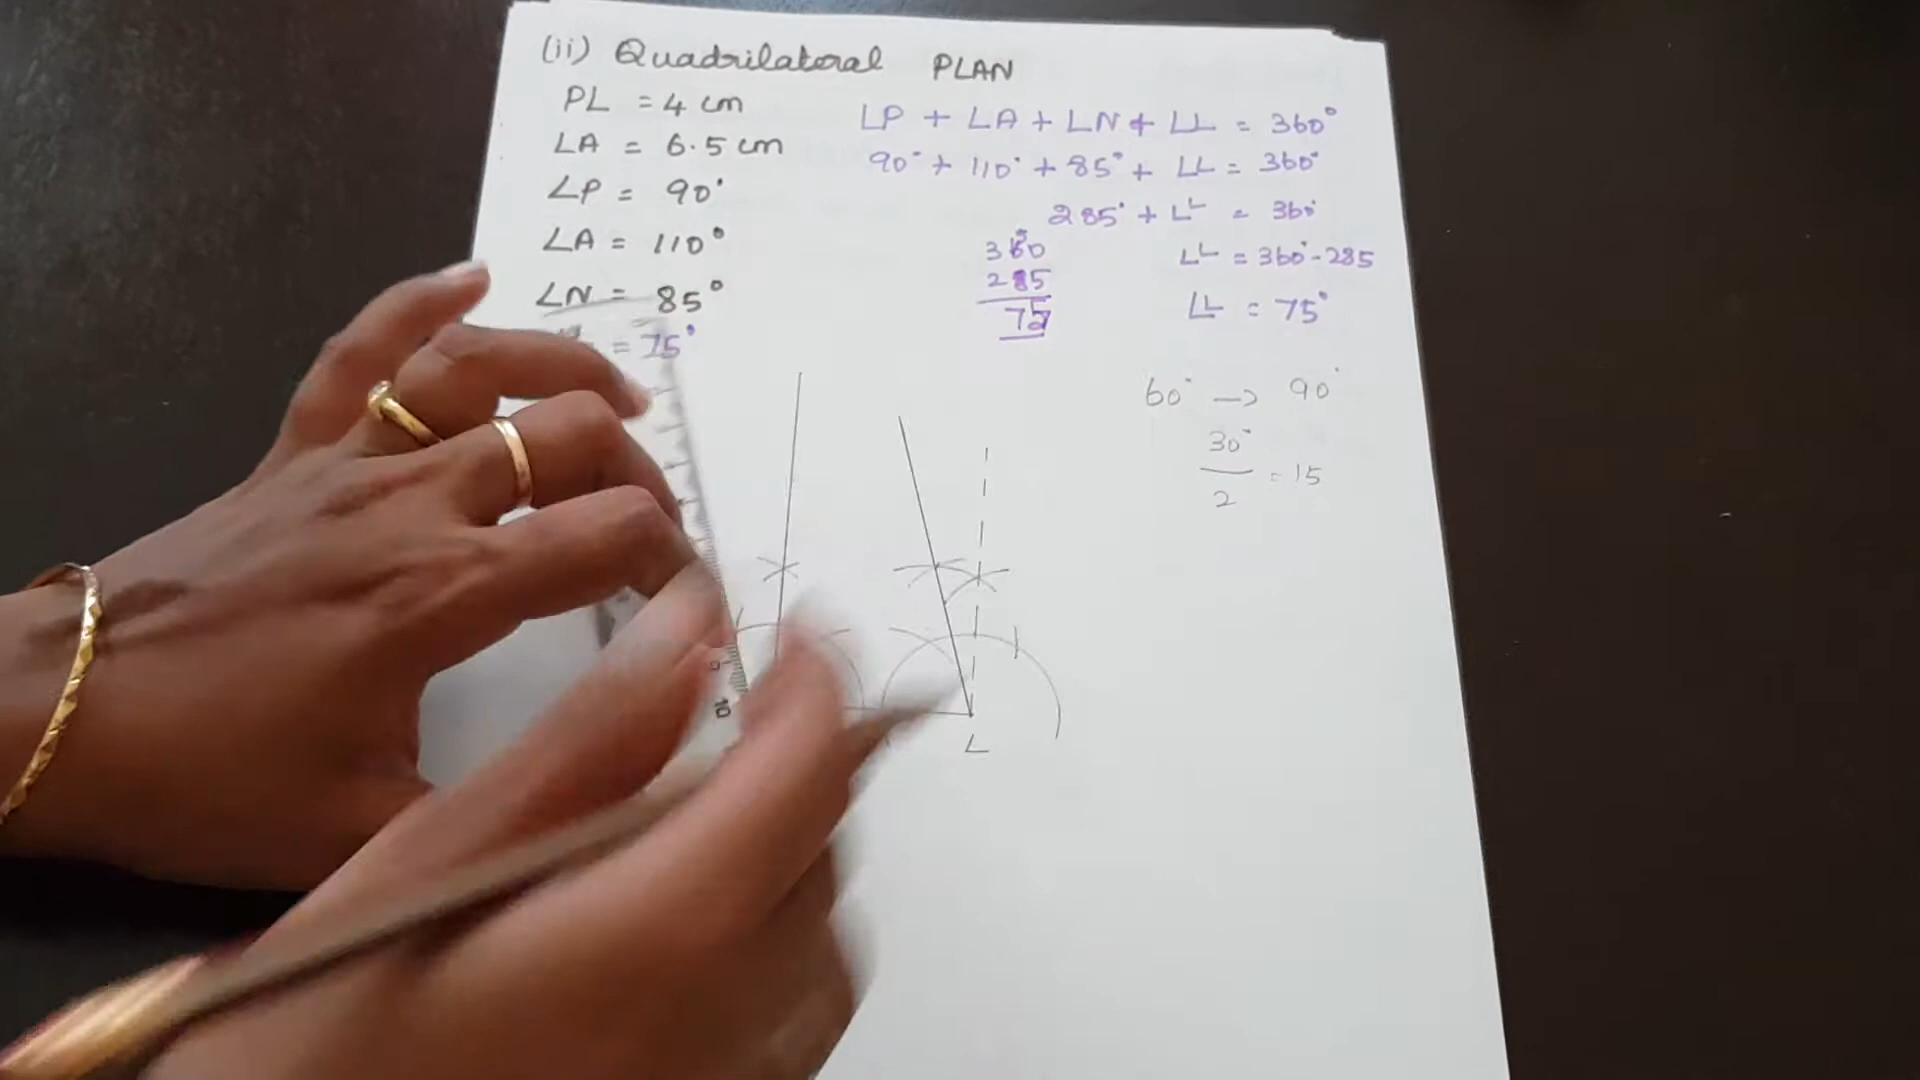 (ii) Quadrilateral PLAN
PL = 4 cm
LA = 6.5 cm
∠P = 90°
∠A = 110°
∠N = 85°
= 75°
∠P + ∠A + ∠N + ∠L = 360°
90° + 110° + 85° + ∠L = 360°
285° + ∠L = 360°
∠L = 360° - 285
∠L = 75°
360
285
75
60° → 90°
30°
2
= 15
L
10